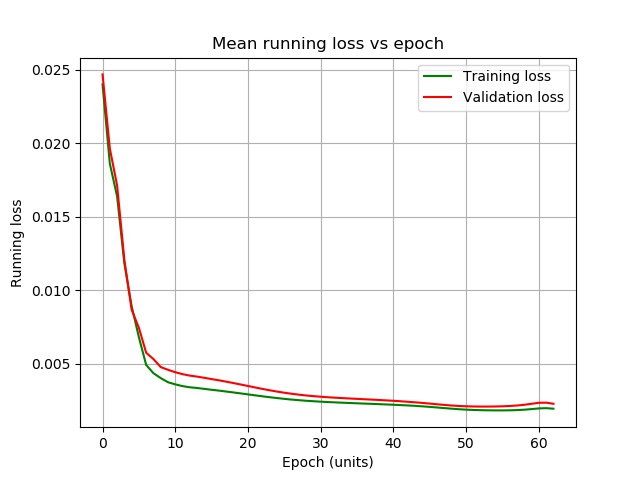 Mean running loss vs epoch
Training loss
Validation loss
Running loss
0.025
0.020
0.015
0.010
0.005
0 10 20 30 40 50 60
Epoch (units)